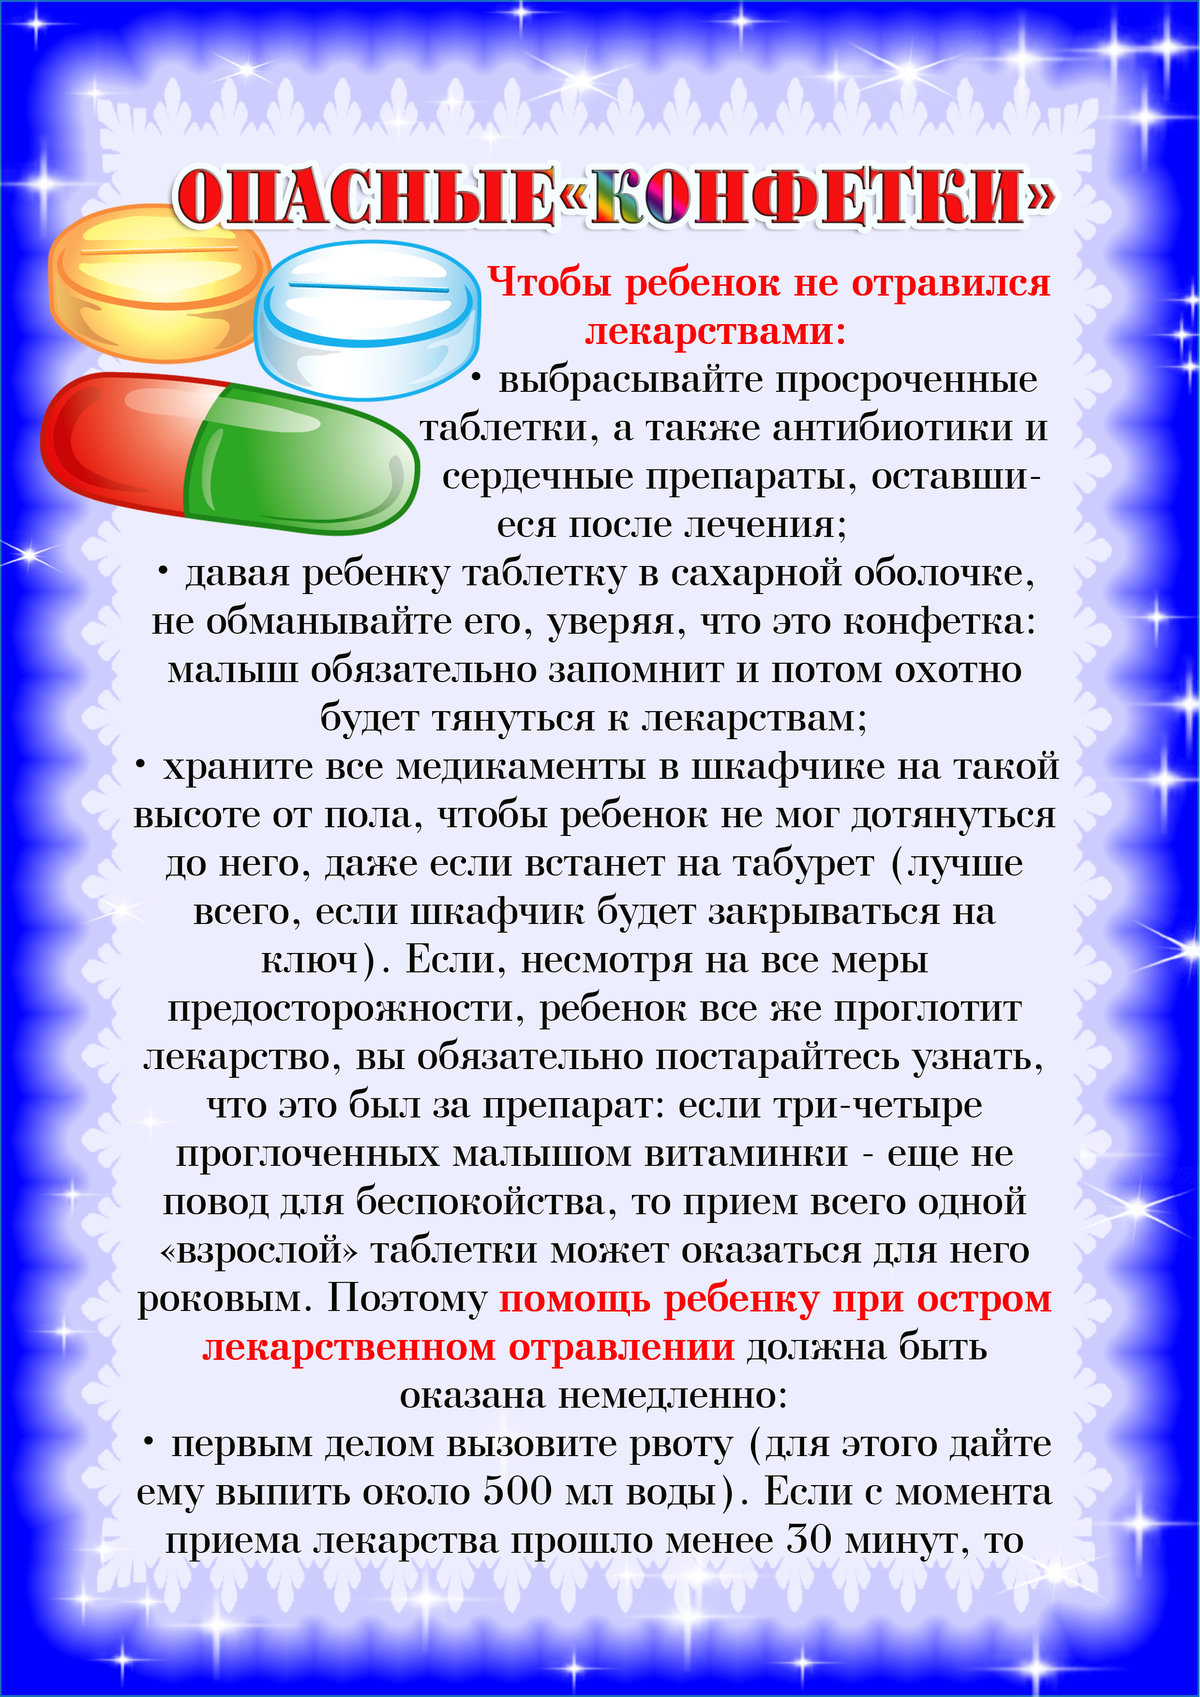 ОПАСНЫЕ«КОНФЕТКИ»
Чтобы ребенок не отравился
лекарствами:
• выбрасывайте просроченные
таблетки, а также антибиотики и
сердечные препараты, оставши-
еся после лечения;
• давая ребенку таблетку в сахарной оболочке,
не обманывайте его, уверяя, что это конфетка:
малыш обязательно запомнит и потом охотно
будет тянуться к лекарствам;
• храните все медикаменты в шкафчике на такой
высоте от пола, чтобы ребенок не мог дотянуться
до него, даже если встанет на табурет (лучше
всего, если шкафчик будет закрываться на
ключ). Если, несмотря на все меры
предосторожности, ребенок все же проглотит
лекарство, вы обязательно постарайтесь узнать,
что это был за препарат: если три-четыре
проглоченных малышом витаминки - еще не
повод для беспокойства, то прием всего одной
«взрослой» таблетки может оказаться для него
роковым. Поэтому помощь ребенку при остром
лекарственном отравлении должна быть
оказана немедленно:
• первым делом вызовите рвоту (для этого дайте
ему выпить около 500 мл воды). Если с момента
приема лекарства прошло менее 30 минут, то